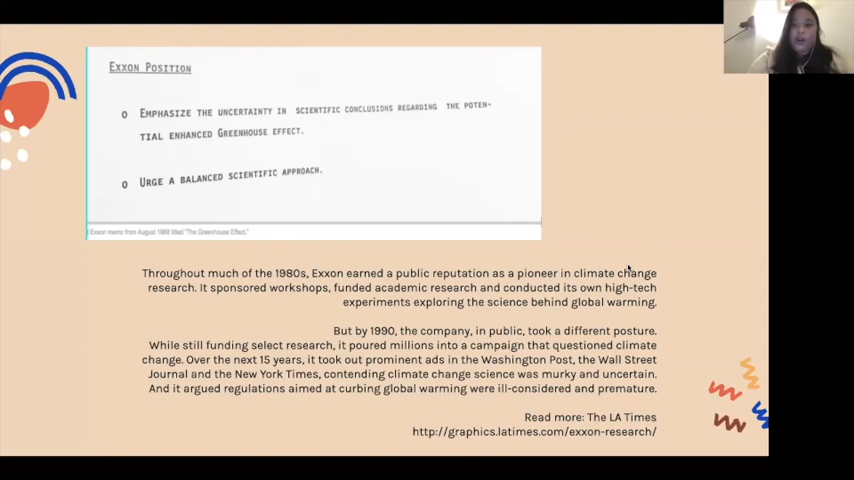 EXXON POSITION
o EMPHASIZE THE UNCERTAINTY IN SCIENTIFIC CONCLUSIONS REGARDING THE POTEN-
TIAL ENHANCED GREENHOUSE EFFECT.
o URGE A BALANCED SCIENTIFIC APPROACH.
Exxon memo from August 1988 titled "The Greenhouse Effect."
Throughout much of the 1980s, Exxon earned a public reputation as a pioneer in climate change
research. It sponsored workshops, funded academic research and conducted its own high-tech
experiments exploring the science behind global warming.
But by 1990, the company, in public, took a different posture.
While still funding select research, it poured millions into a campaign that questioned climate
change. Over the next 15 years, it took out prominent ads in the Washington Post, the Wall Street
Journal and the New York Times, contending climate change science was murky and uncertain.
And it argued regulations aimed at curbing global warming were ill-considered and premature.
Read more: The LA Times
http://graphics.latimes.com/exxon-research/